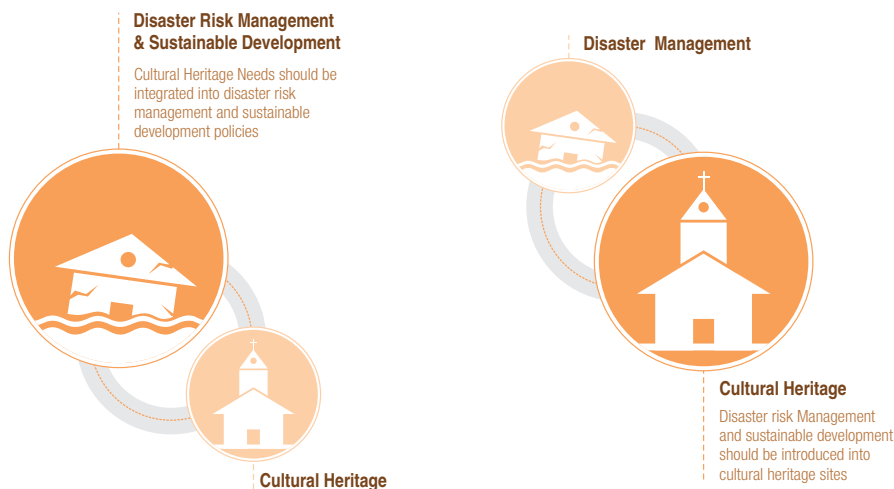 Disaster Risk Management
& Sustainable Development
Cultural Heritage Needs should be
integrated into disaster risk
management and sustainable
development policies
Cultural Heritage
Disaster Management
Cultural Heritage
Disaster risk Management
and sustainable development
should be introduced into
cultural heritage sites